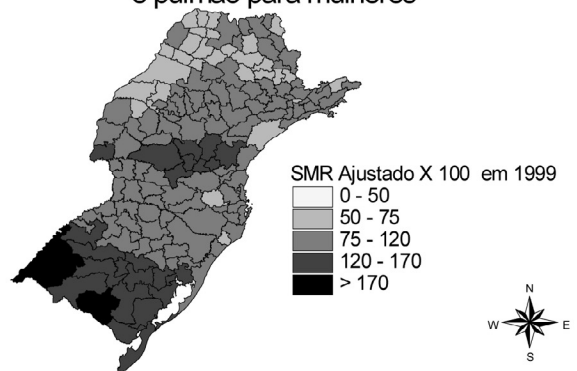 e pulmão para mulheres
SMR Ajustado X 100 em 1999
0 - 50
50 - 75
75 - 120
120 - 170
> 170
N
W E
S